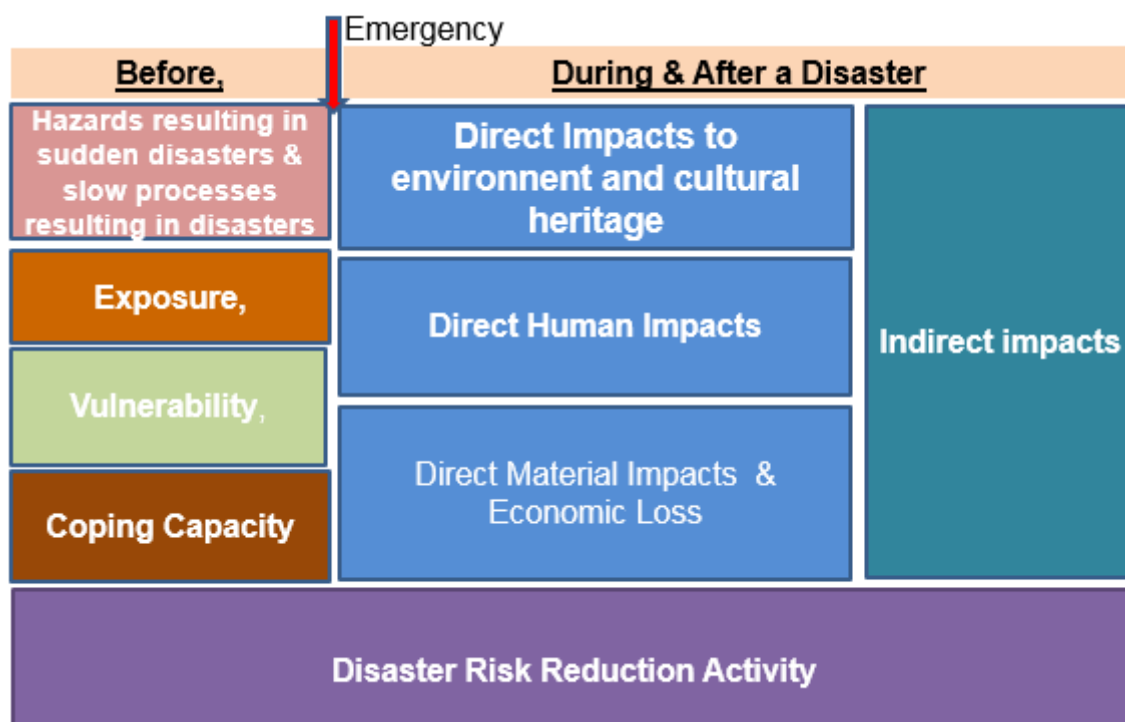 Emergency
Before,
During & After a Disaster
Hazards resulting in
sudden disasters &
slow processes
resulting in disasters
Exposure,
Vulnerability,
Coping Capacity
Direct Impacts to
environnent and cultural
heritage
Direct Human Impacts
Direct Material Impacts &
Economic Loss
Indirect impacts
Disaster Risk Reduction Activity